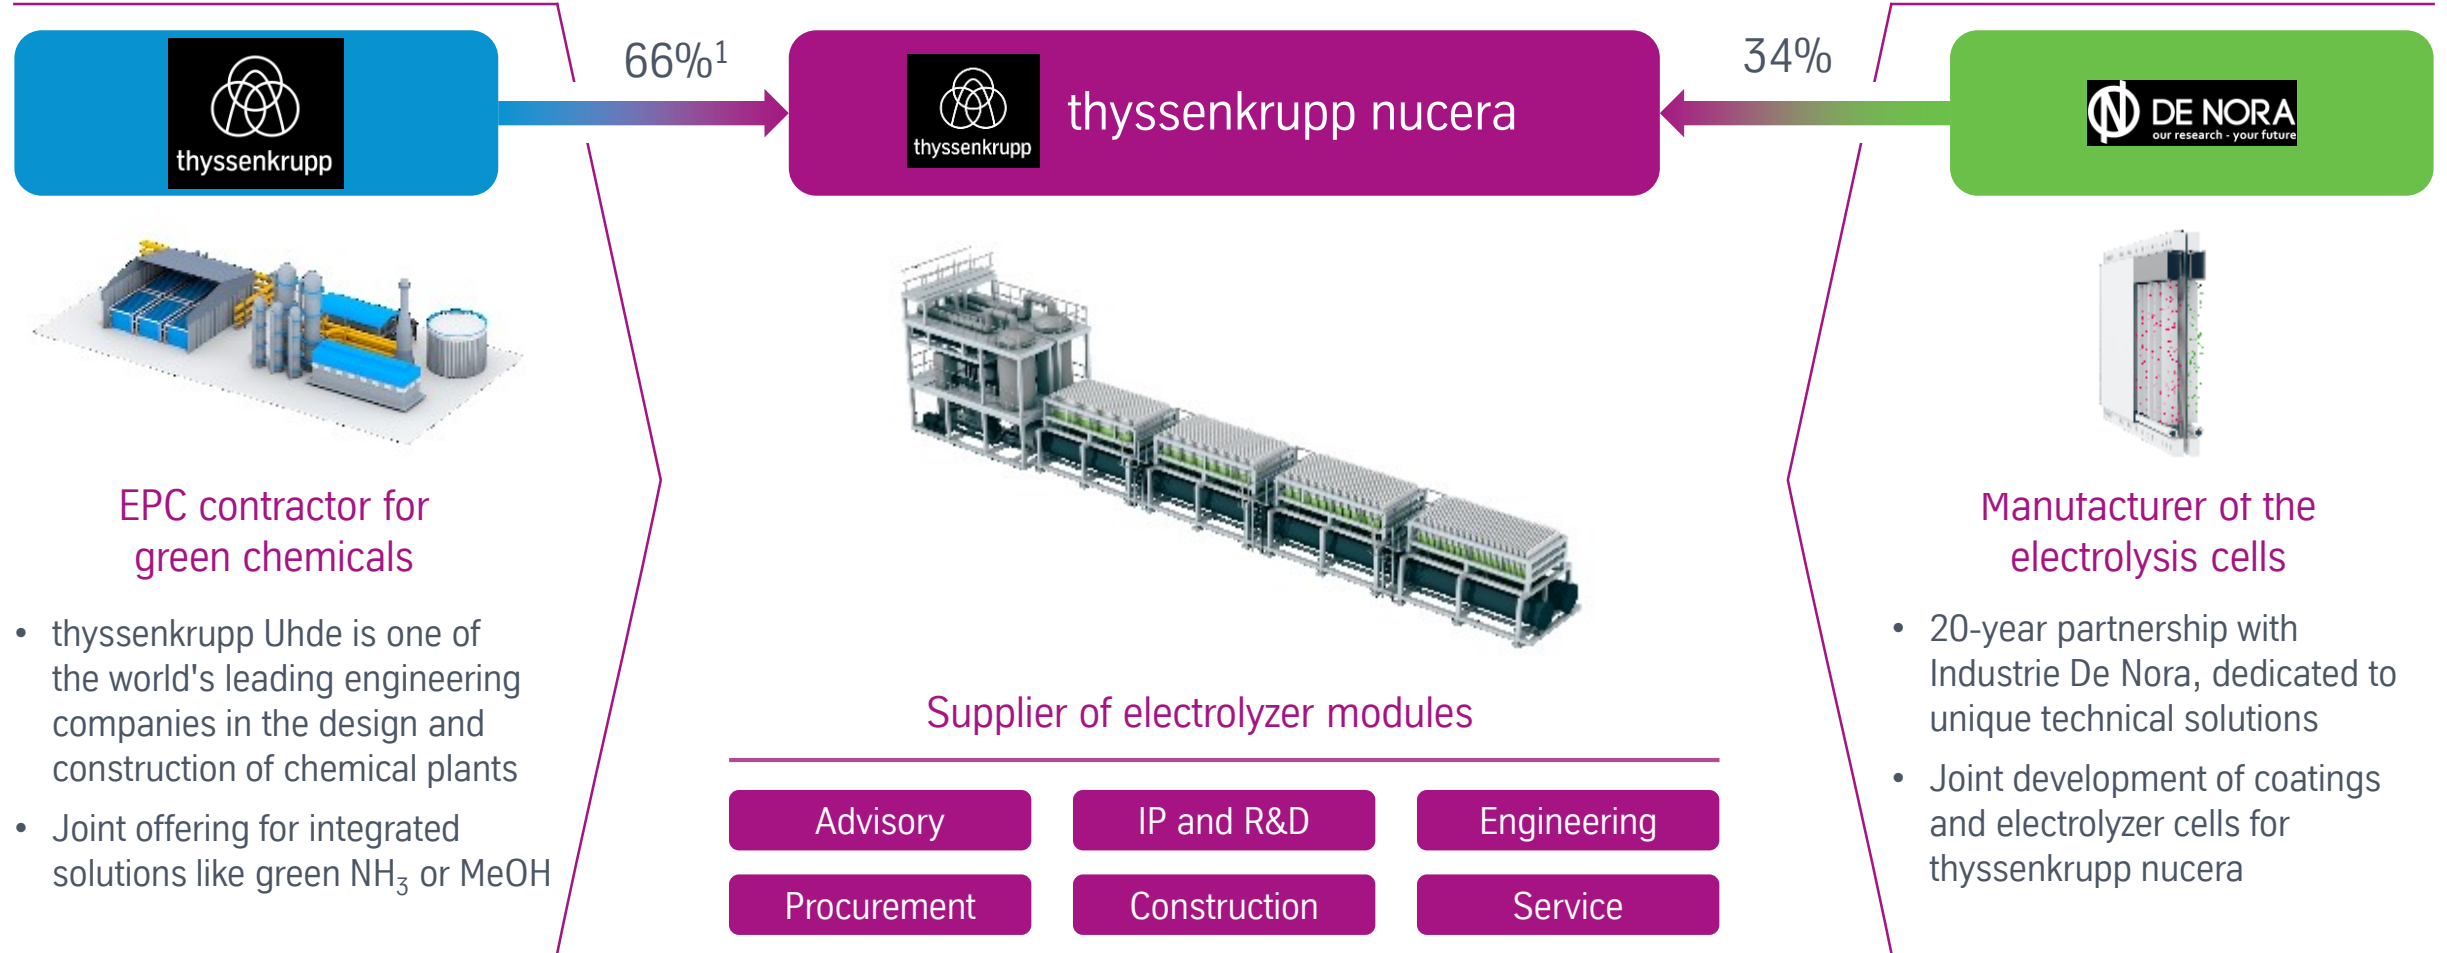 thyssenkrupp
66%¹
thyssenkrupp
thyssenkrupp nucera
34%
DE NORA
our research - your future
EPC contractor for
green chemicals
• thyssenkrupp Uhde is one of
the world's leading engineering
companies in the design and
construction of chemical plants
• Joint offering for integrated
solutions like green NH₃ or MeOH
Supplier of electrolyzer modules
Advisory
IP and R&D
Engineering
Procurement
Construction
Service
Manufacturer of the
electrolysis cells
• 20-year partnership with
Industrie De Nora, dedicated to
unique technical solutions
• Joint development of coatings
and electrolyzer cells for
thyssenkrupp nucera